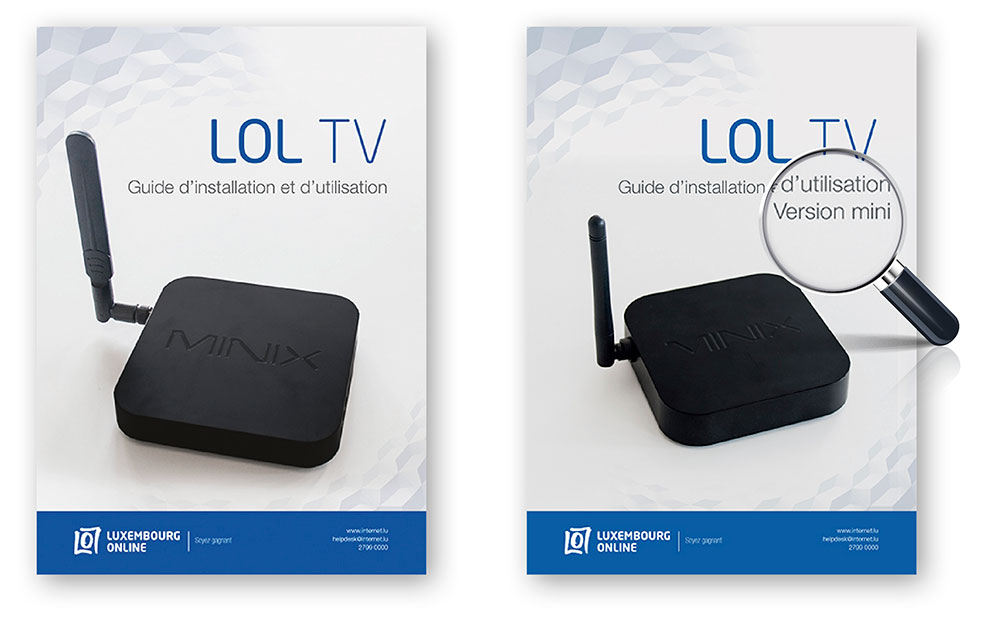 LOL TV
Guide d'installation et d'utilisation
MINIX
LUXEMBOURG
ONLINE
Soyez gagnant
www.internet.lu
helpdesk@internet.lu
2799 0000
LOL TV
Guide d'installation d'utilisation
Version mini
MINIX
LUXEMBOURG
ONLINE
Soyez gagnant
www.internet.lu
helpdesk@internet.lu
2799 0000